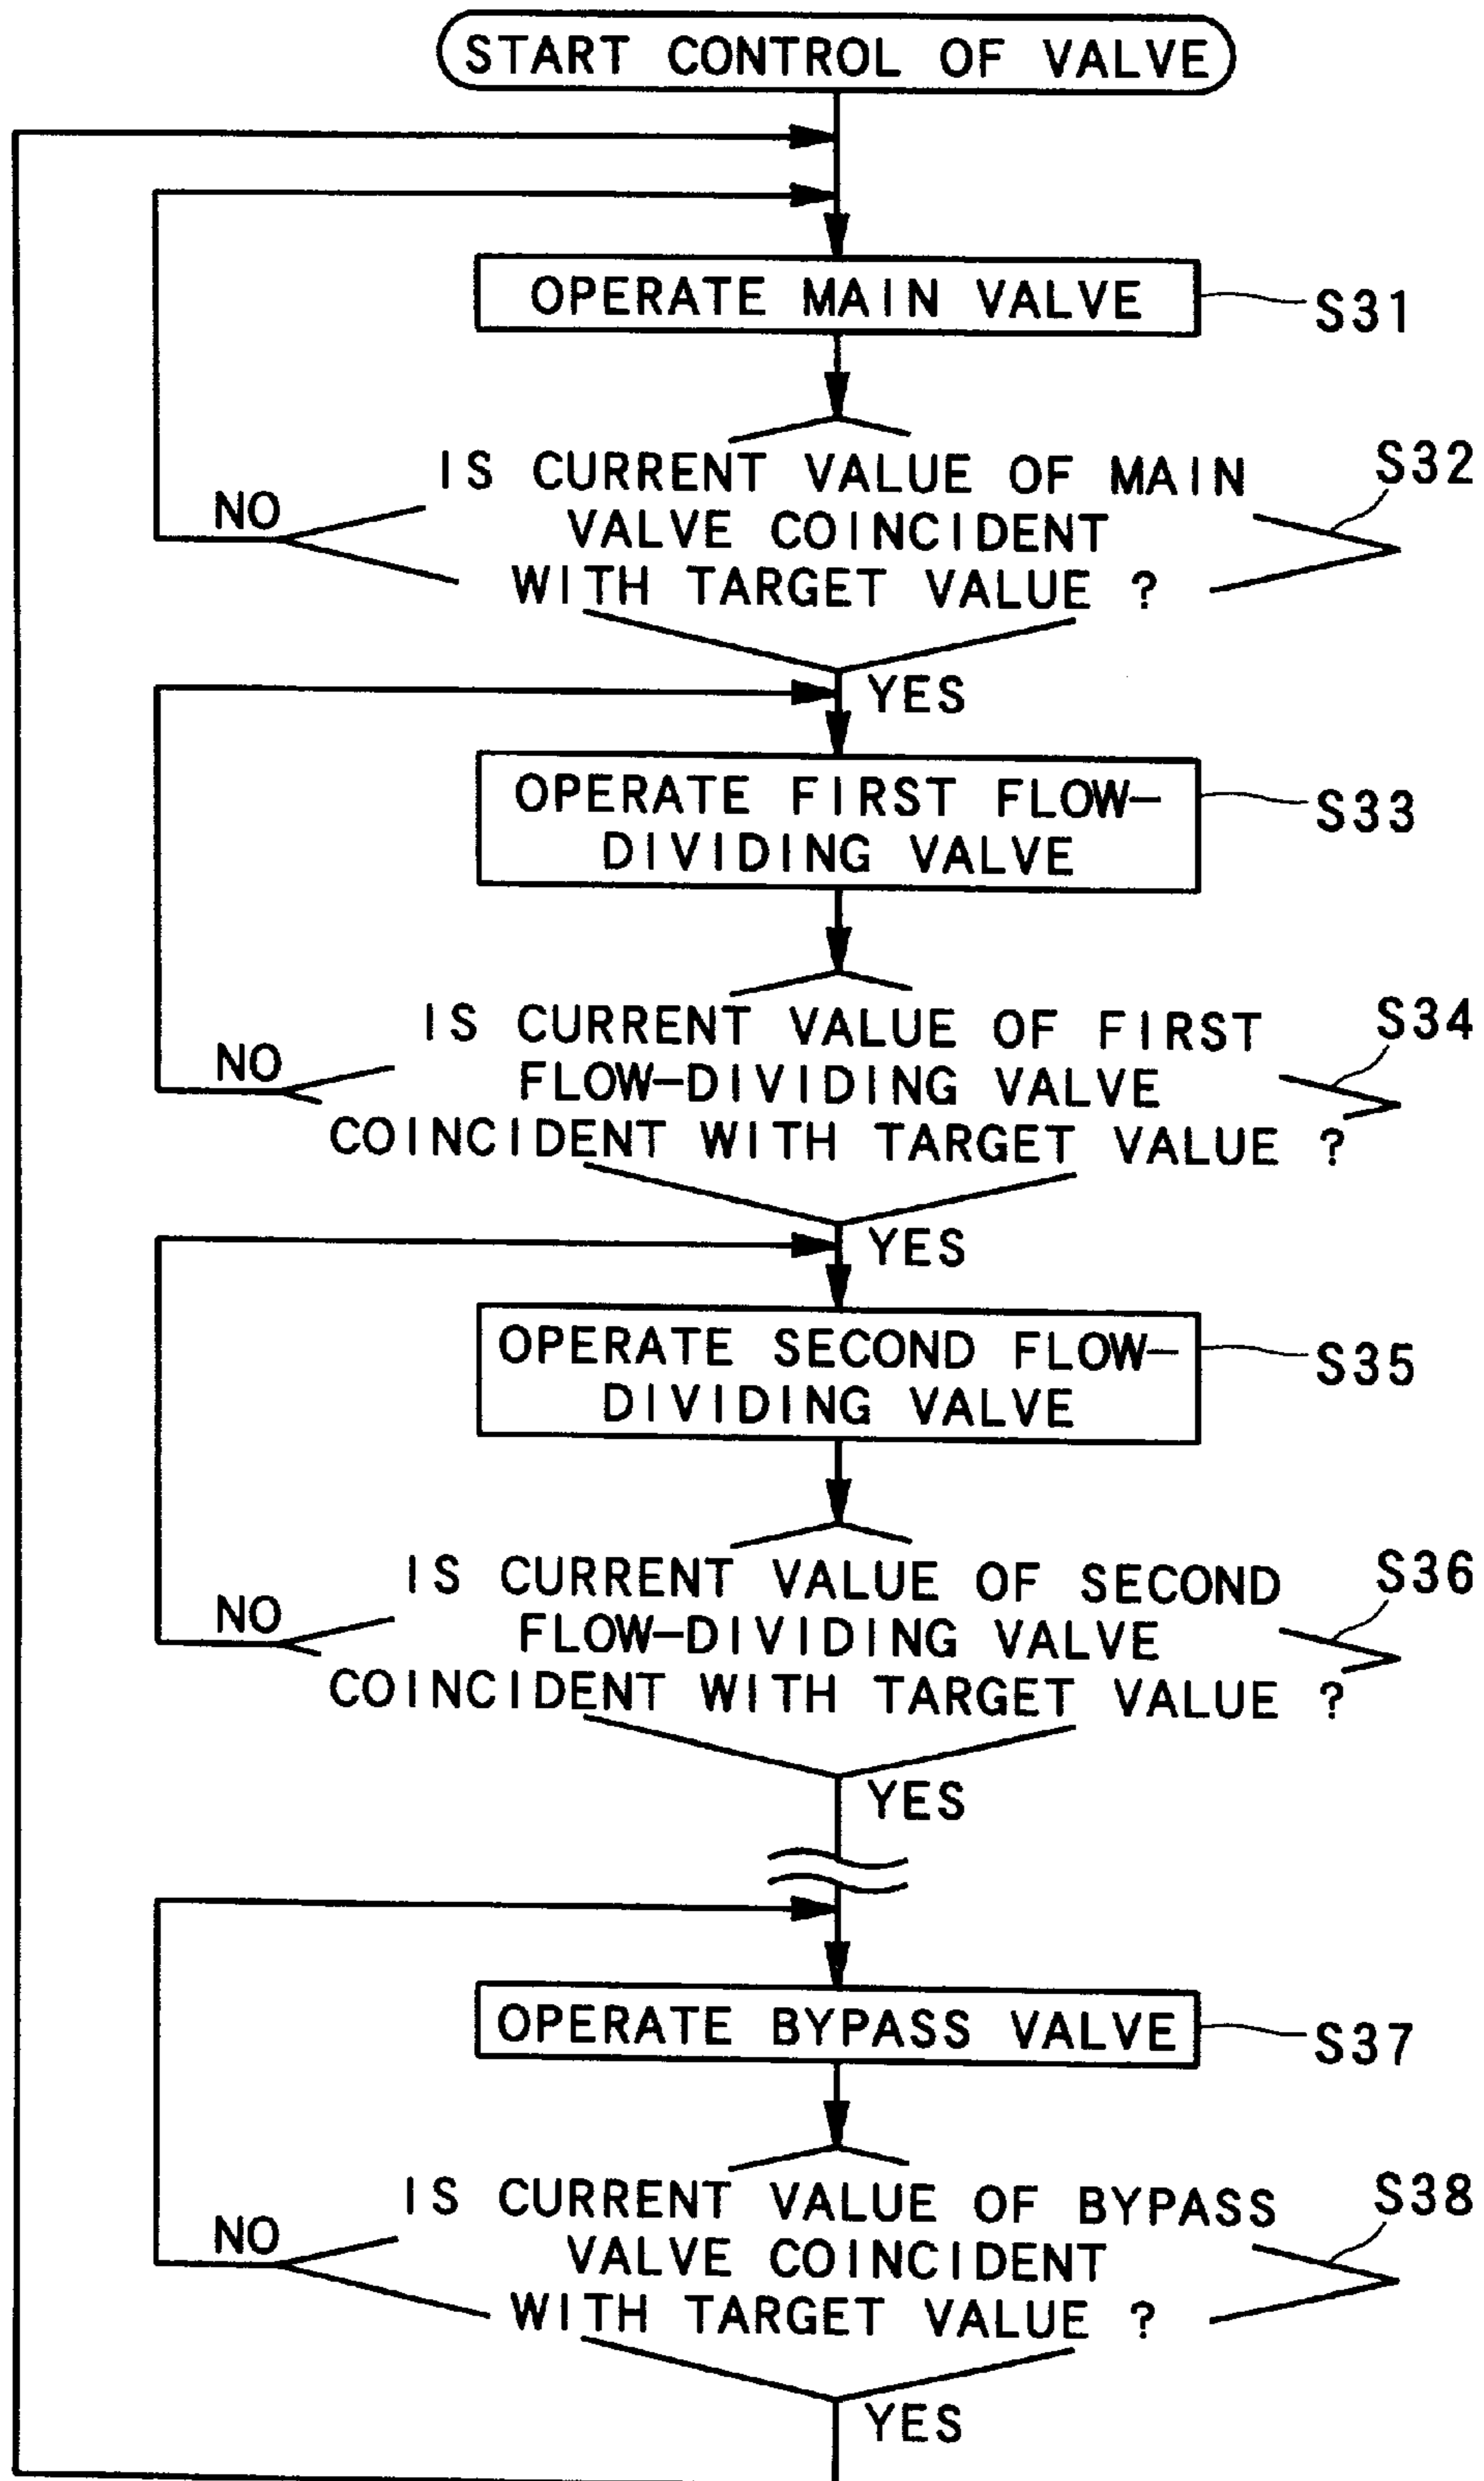 START CONTROL OF VALVE
OPERATE MAIN VALVE
S31
IS CURRENT VALUE OF MAIN
VALVE COINCIDENT
WITH TARGET VALUE ?
S32
NO
YES
OPERATE FIRST FLOW-
DIVIDING VALVE
S33
IS CURRENT VALUE OF FIRST
FLOW-DIVIDING VALVE
COINCIDENT WITH TARGET VALUE ?
S34
NO
YES
OPERATE SECOND FLOW-
DIVIDING VALVE
S35
IS CURRENT VALUE OF SECOND
FLOW-DIVIDING VALVE
COINCIDENT WITH TARGET VALUE ?
S36
NO
YES
OPERATE BYPASS VALVE
S37
IS CURRENT VALUE OF BYPASS
VALVE COINCIDENT
WITH TARGET VALUE ?
S38
NO
YES